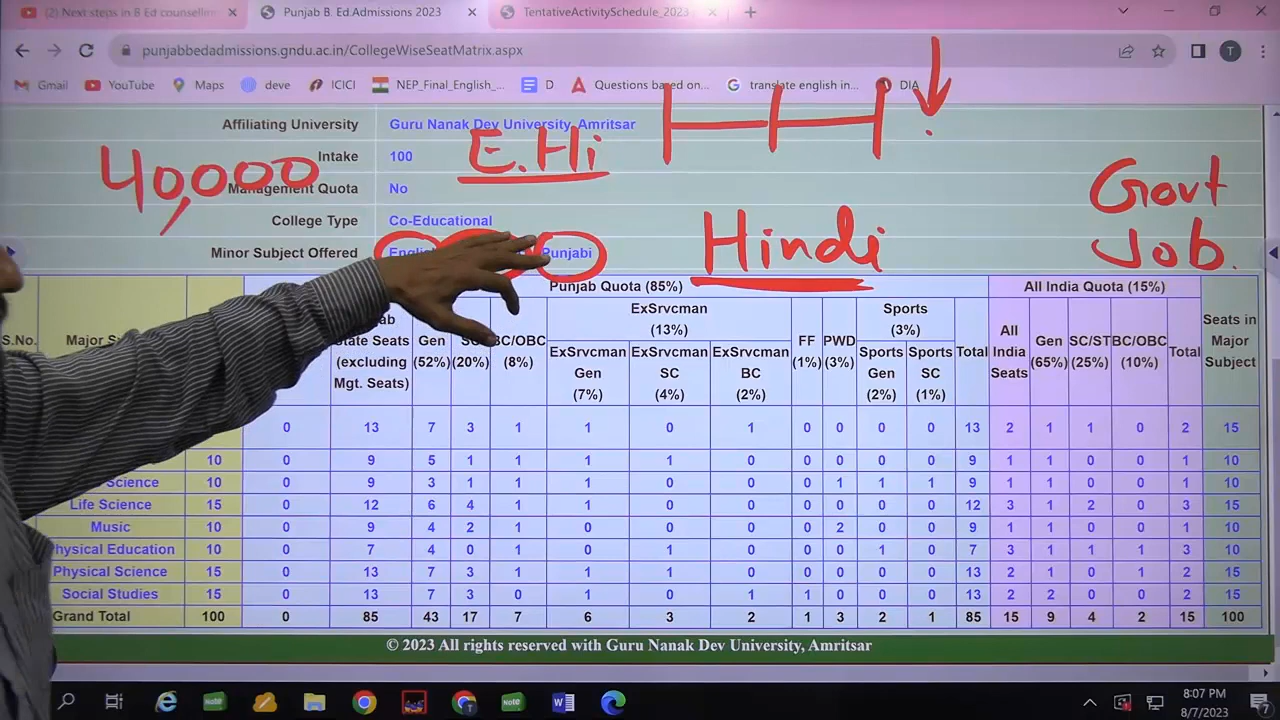 (2) Next steps in B Ed counsellin
Punjab B. Ed.Admissions 2023
TentativeActivitySchedule_2023
punjabbedadmissions.gndu.ac.in/CollegeWiseSeatMatrix.aspx
T
Gmail YouTube Maps deve ICICI NEP_Final_English_... D Questions based on... translate english in... DIA
Affiliating University Guru Nanak Dev University, Amritsar
E.Hi
Intake 100
40,000
Management Quota No
Govt
Job.
College Type Co-Educational
Hindi
Minor Subject Offered Punjabi
Punjab Quota (85%) All India Quota (15%)
S.No. State Seats (excluding Mgt. Seats) Gen (52%) (20%) BC/OBC (8%) ExSrvcman (13%) FF (1%) PWD (3%) Sports (3%) Total All India Seats Gen (65%) SC/ST (25%) BC/OBC (10%) Total Seats in Major Subject
ExSrvcman Gen (7%) ExSrvcman SC (4%) ExSrvcman BC (2%) Sports Gen (2%) Sports SC (1%)
0 13 7 3 1 1 0 1 0 0 0 0 13 2 1 1 0 2 15
10 0 9 5 1 1 1 1 0 0 0 0 0 9 1 1 0 0 1 10
Science 10 0 9 3 1 1 1 0 0 0 1 1 1 9 1 1 0 0 1 10
Life Science 15 0 12 6 4 1 1 0 0 0 0 0 0 12 3 1 2 0 3 15
Music 10 0 9 4 2 1 0 0 0 0 2 0 0 9 1 1 0 0 1 10
Physical Education 10 0 7 4 0 1 0 1 0 0 0 1 0 7 3 1 1 1 3 10
Physical Science 15 0 13 7 3 1 1 1 0 0 0 0 0 13 2 1 0 1 2 15
Social Studies 15 0 13 7 3 0 1 0 1 1 0 0 0 13 2 2 0 0 2 15
Grand Total 100 0 85 43 17 7 6 3 2 1 3 2 1 85 15 9 4 2 15 100
© 2023 All rights reserved with Guru Nanak Dev University, Amritsar
8:07 PM
8/7/2023
7